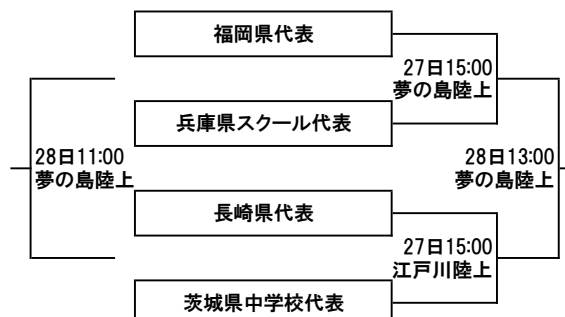 福岡県代表
27日15:00
夢の島陸上
兵庫県スクール代表
28日11:00
夢の島陸上
28日13:00
夢の島陸上
長崎県代表
27日15:00
江戸川陸上
茨城県中学校代表